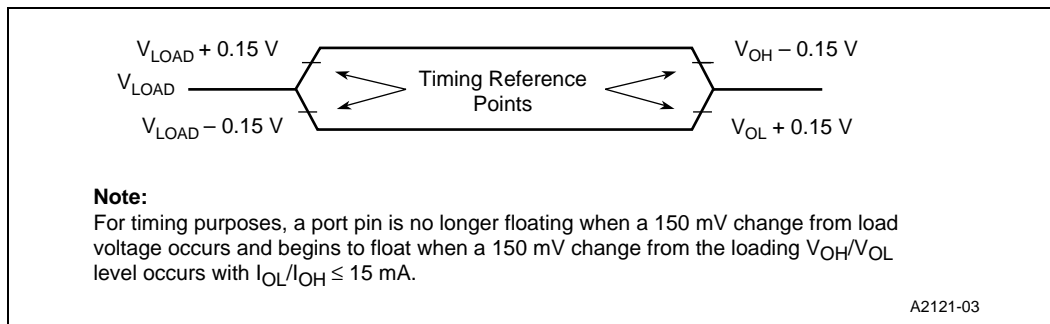 V_LOAD + 0.15 V
V_OH – 0.15 V
V_LOAD
Timing Reference
Points
V_LOAD – 0.15 V
V_OL + 0.15 V
Note:
For timing purposes, a port pin is no longer floating when a 150 mV change from load
voltage occurs and begins to float when a 150 mV change from the loading V_OH/V_OL
level occurs with I_OL/I_OH ≤ 15 mA.
A2121-03